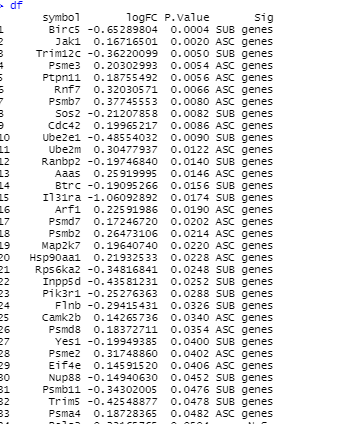 > df
symbol logFC P.Value Sig
1 Birc5 -0.65289804 0.0004 SUB genes
2 Jak1 0.16716501 0.0020 ASC genes
3 Trim12c -0.36220099 0.0050 SUB genes
4 Psme3 0.20302993 0.0054 ASC genes
5 Ptpn11 0.18755492 0.0056 ASC genes
6 Rnf7 0.32030571 0.0066 ASC genes
7 Psmb7 0.37745553 0.0080 ASC genes
8 Sos2 -0.21207858 0.0082 SUB genes
9 Cdc42 0.19965217 0.0086 ASC genes
10 Ube2e1 -0.48554032 0.0090 SUB genes
11 Ube2m 0.30477937 0.0122 ASC genes
12 Ranbp2 -0.19746840 0.0140 SUB genes
13 Aaas 0.25919995 0.0146 ASC genes
14 Btrc -0.19095266 0.0156 SUB genes
15 Il31ra -1.06092892 0.0174 SUB genes
16 Arf1 0.22591986 0.0190 ASC genes
17 Psmd7 0.17246720 0.0202 ASC genes
18 Psmb2 0.26473106 0.0214 ASC genes
19 Map2k7 0.19640740 0.0220 ASC genes
20 Hsp90aa1 0.21932533 0.0228 ASC genes
21 Rps6ka2 -0.34816841 0.0248 SUB genes
22 Inpp5d -0.43581231 0.0252 SUB genes
23 Pik3r1 -0.25276363 0.0288 SUB genes
24 Flnb -0.29415431 0.0326 SUB genes
25 Camk2b 0.14265736 0.0340 ASC genes
26 Psmd8 0.18372711 0.0354 ASC genes
27 Yes1 -0.19949385 0.0400 SUB genes
28 Psme2 0.31748860 0.0402 ASC genes
29 Eif4e 0.14591520 0.0406 ASC genes
30 Nup88 -0.14940630 0.0452 SUB genes
31 Psmb11 -0.34302005 0.0476 SUB genes
32 Trim5 -0.42548877 0.0478 SUB genes
33 Psma4 0.18728365 0.0482 ASC genes